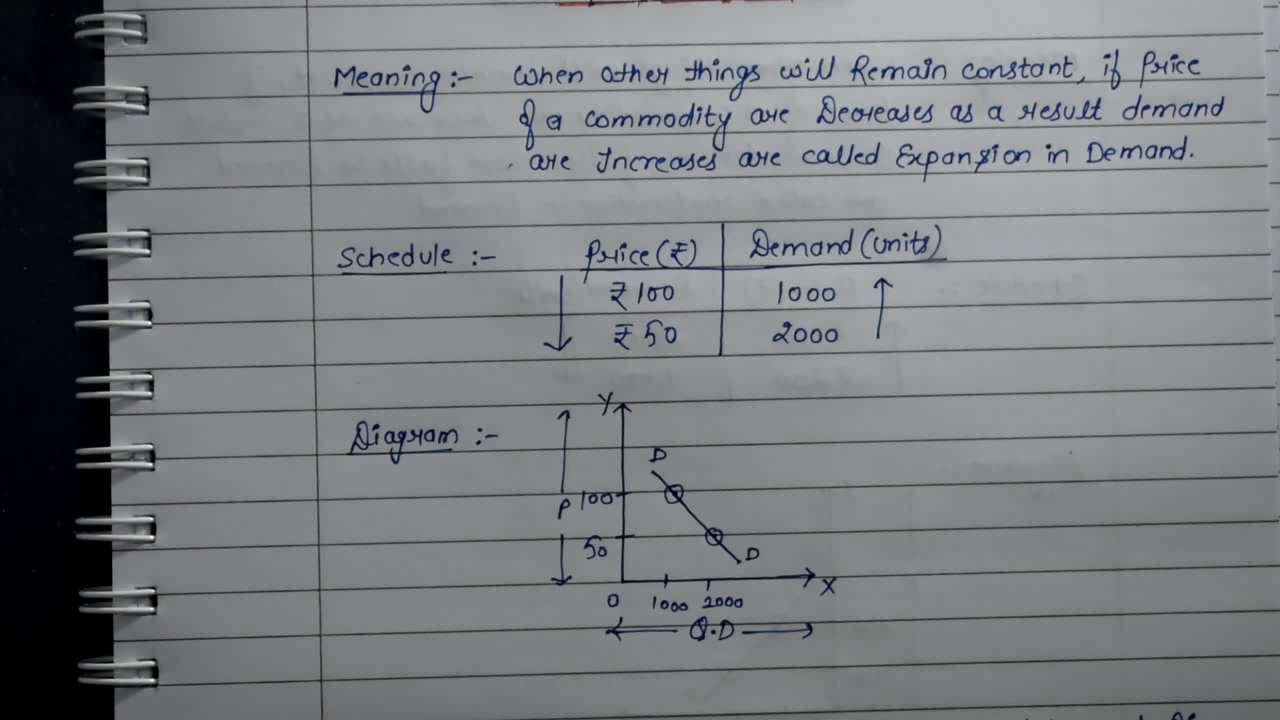 Meaning :- When other things will Remain constant, if Price
of a commodity are Decreases as a result demand
are Increases are called Expansion in Demand.
Schedule :- Price (₹) Demand (units)
₹ 100 1000
₹ 50 2000
Diagram :-
Y
D
P 100
50
D
X
0 1000 2000
Q.D